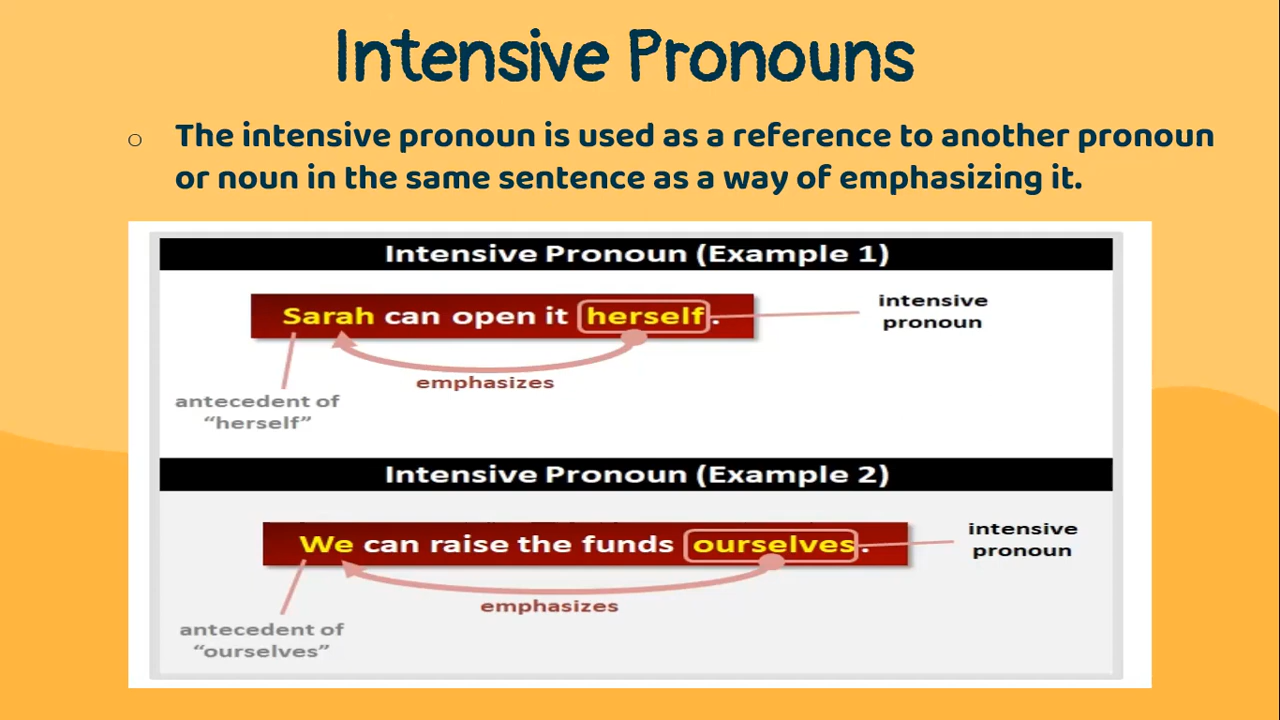 Intensive Pronouns
The intensive pronoun is used as a reference to another pronoun
or noun in the same sentence as a way of emphasizing it.
Intensive Pronoun (Example 1)
Sarah can open it herself.
intensive
pronoun
emphasizes
antecedent of
“herself”
Intensive Pronoun (Example 2)
We can raise the funds ourselves.
intensive
pronoun
emphasizes
antecedent of
“ourselves”